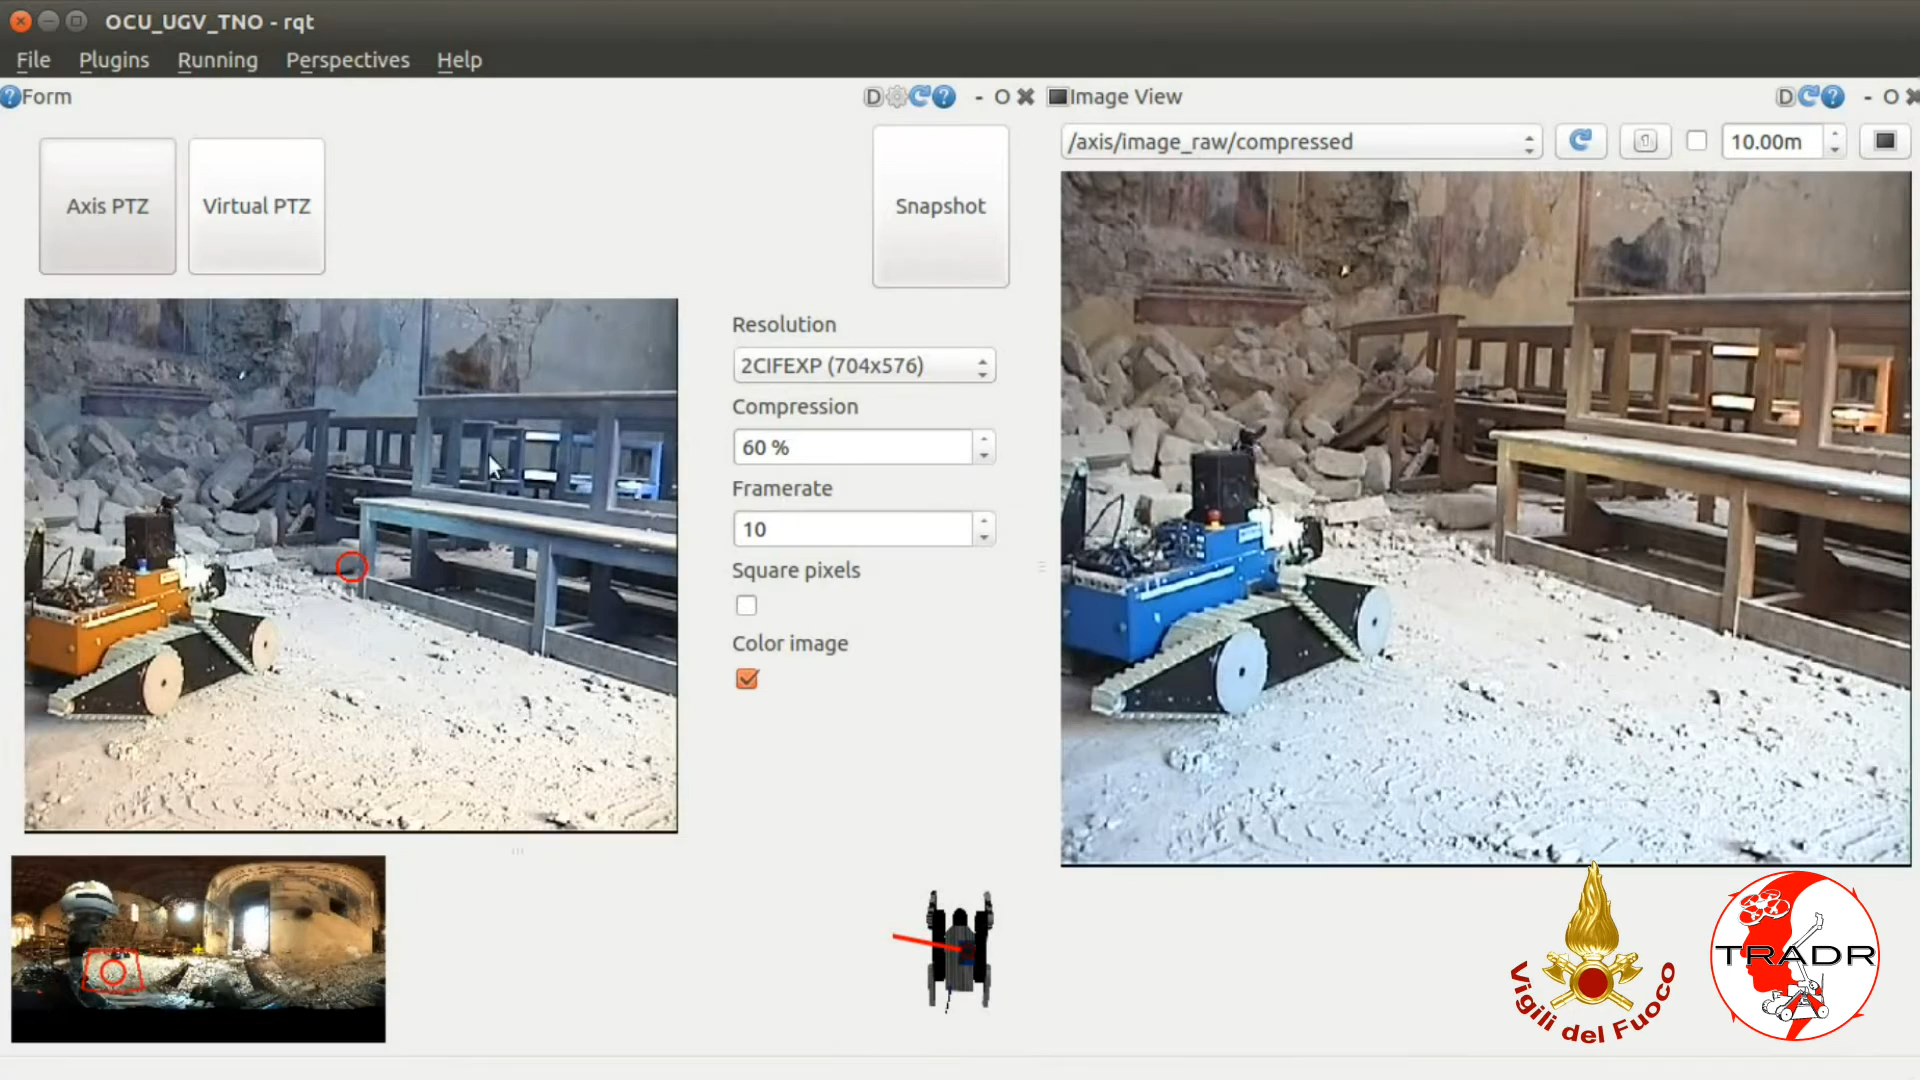 OCU_UGV_TNO - rqt
File Plugins Running Perspectives Help
Form
D - O
Image View
D - O
Axis PTZ
Virtual PTZ
Snapshot
/axis/image_raw/compressed
10.00m
Resolution
2CIFEXP (704x576)
Compression
60 %
Framerate
10
Square pixels
Color image
Vigili del Fuoco
TRADR